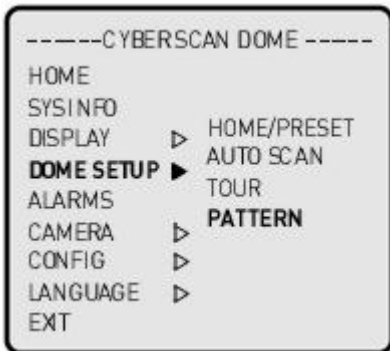 ------CYBERSCAN DOME------
HOME
SYSINFO
DISPLAY ▷
DOME SETUP ▶
ALARMS
CAMERA ▷
CONFIG ▷
LANGUAGE ▷
EXIT
HOME/PRESET
AUTO SCAN
TOUR
PATTERN